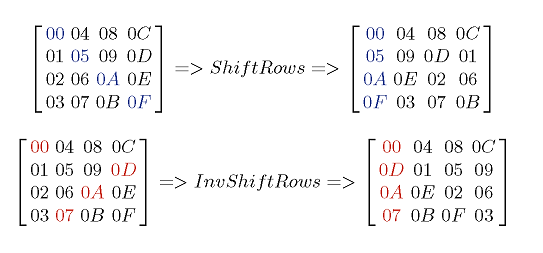 00 04 08 0C 00 04 08 0C
01 05 09 0D 05 09 0D 01
=> ShiftRows =>
02 06 0A 0E 0A 0E 02 06
03 07 0B 0F 0F 03 07 0B
00 04 08 0C 00 04 08 0C
01 05 09 0D 0D 01 05 09
=> InvShiftRows =>
02 06 0A 0E 0A 0E 02 06
03 07 0B 0F 07 0B 0F 03